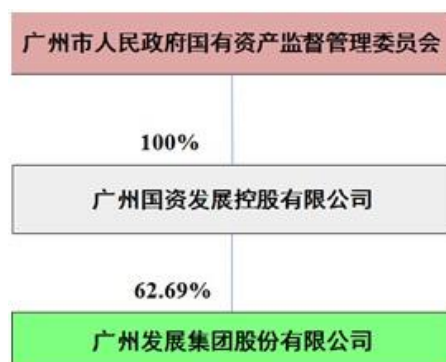 广州市人民政府国有资产监督管理委员会
100%
广州国资发展控股有限公司
62.69%
广州发展集团股份有限公司